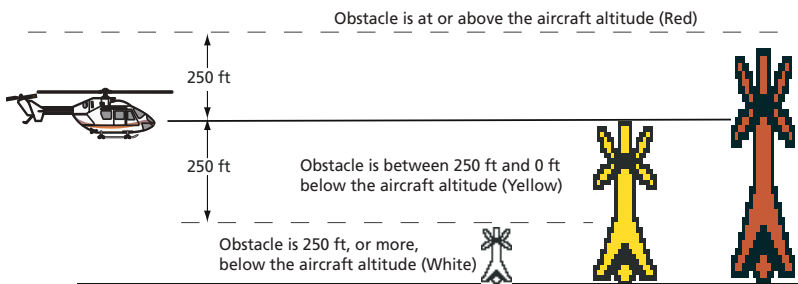 Obstacle is at or above the aircraft altitude (Red)
250 ft
250 ft
Obstacle is between 250 ft and 0 ft
below the aircraft altitude (Yellow)
Obstacle is 250 ft, or more,
below the aircraft altitude (White)